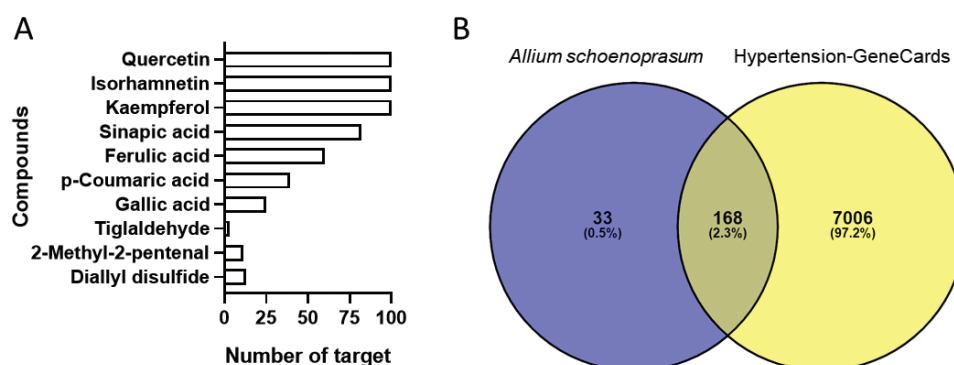 A
Compounds
Quercetin
Isorhamnetin
Kaempferol
Sinapic acid
Ferulic acid
p-Coumaric acid
Gallic acid
Tiglaldehyde
2-Methyl-2-pentenal
Diallyl disulfide
0 25 50 75 100
Number of target
B
Allium schoenoprasum
Hypertension-GeneCards
33
(0.5%)
168
(2.3%)
7006
(97.2%)